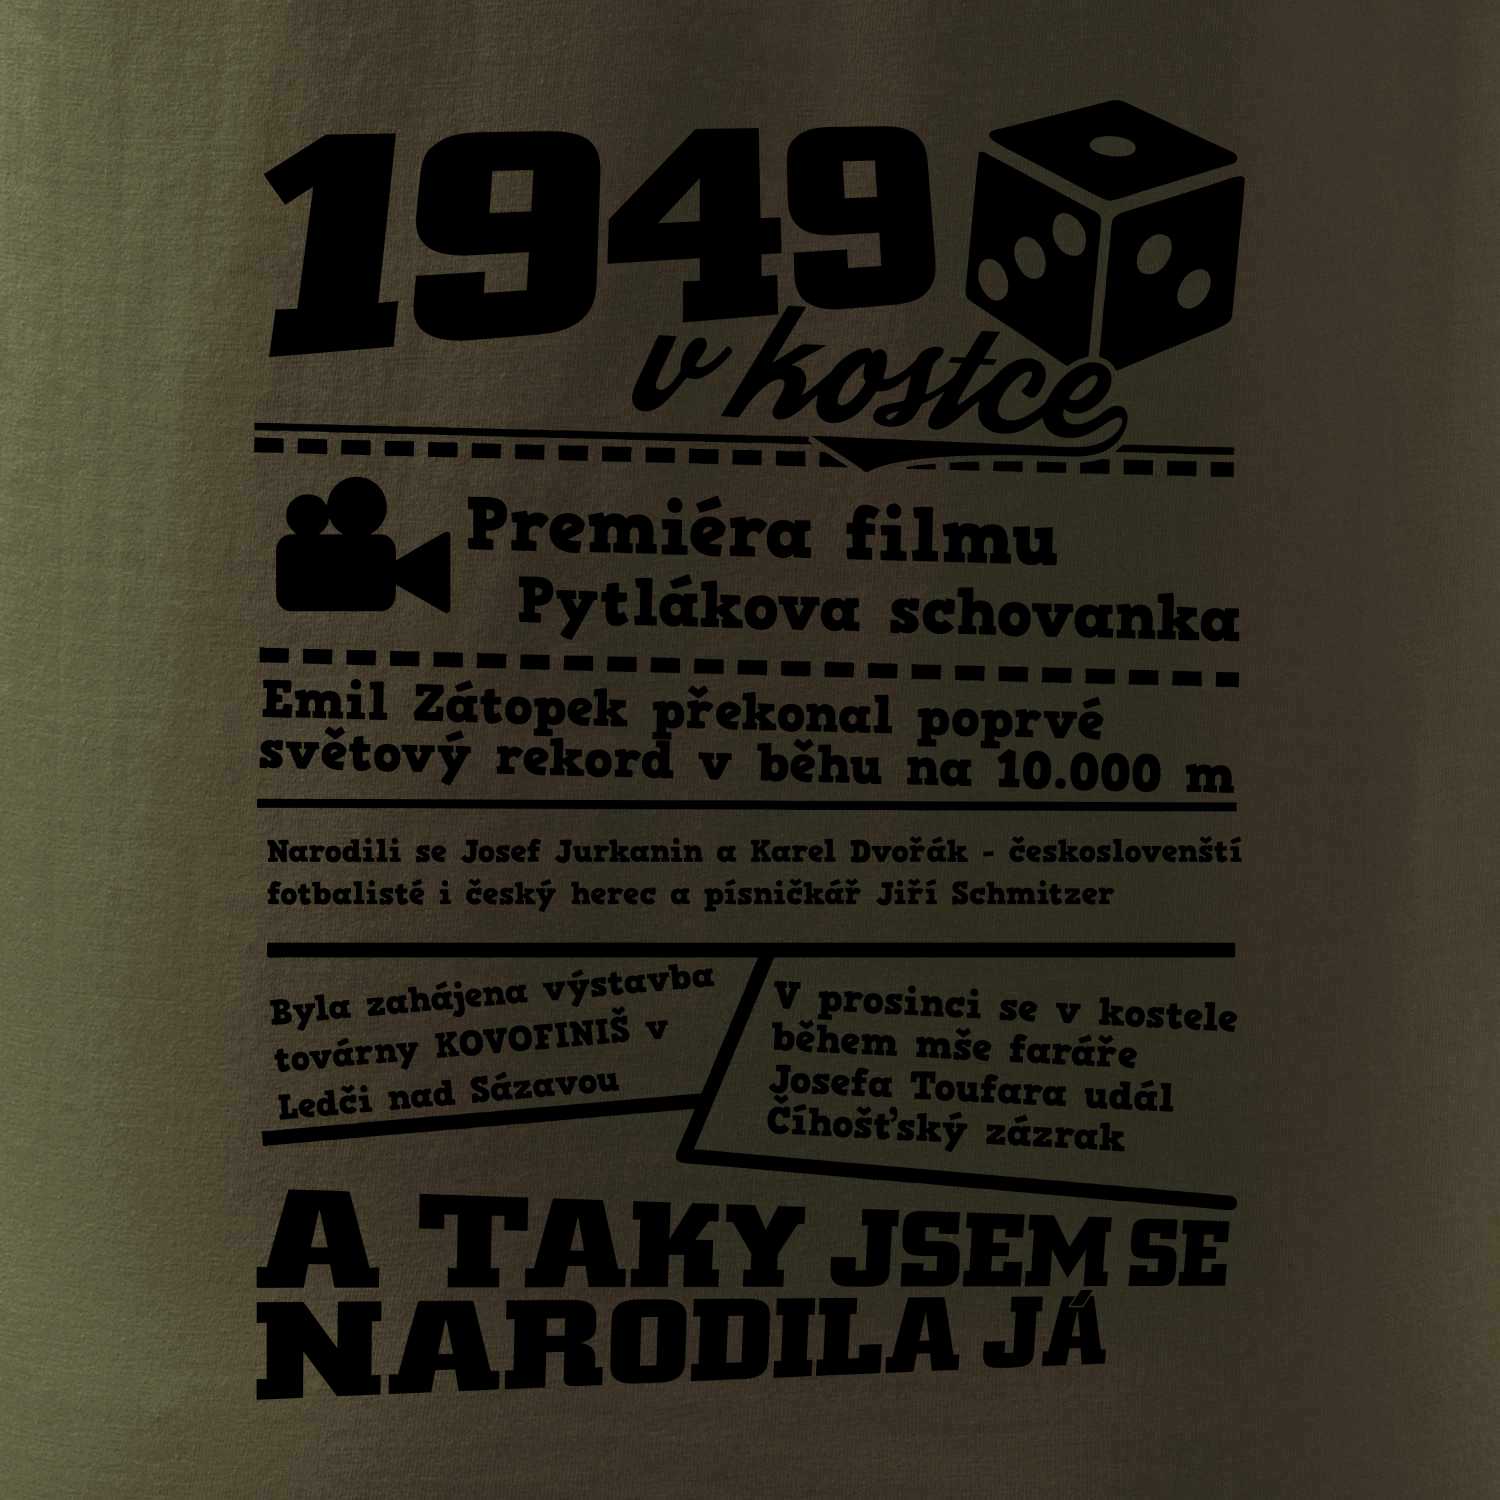 1949
v kostce
Premiéra filmu
Pytlákova schovanka
Emil Zátopek překonal poprvé
světový rekord v běhu na 10.000 m
Narodili se Josef Jurkanin a Karel Dvořák - českoslovenští
fotbalisté i český herec a písničkář Jiří Schmitzer
Byla zahájena výstavba
továrny KOVOFINIŠ v
Ledči nad Sázavou
V prosinci se v kostele
během mše faráře
Josefa Toufara udál
Číhošťský zázrak
A TAKY JSEM SE
NARODILA JÁ